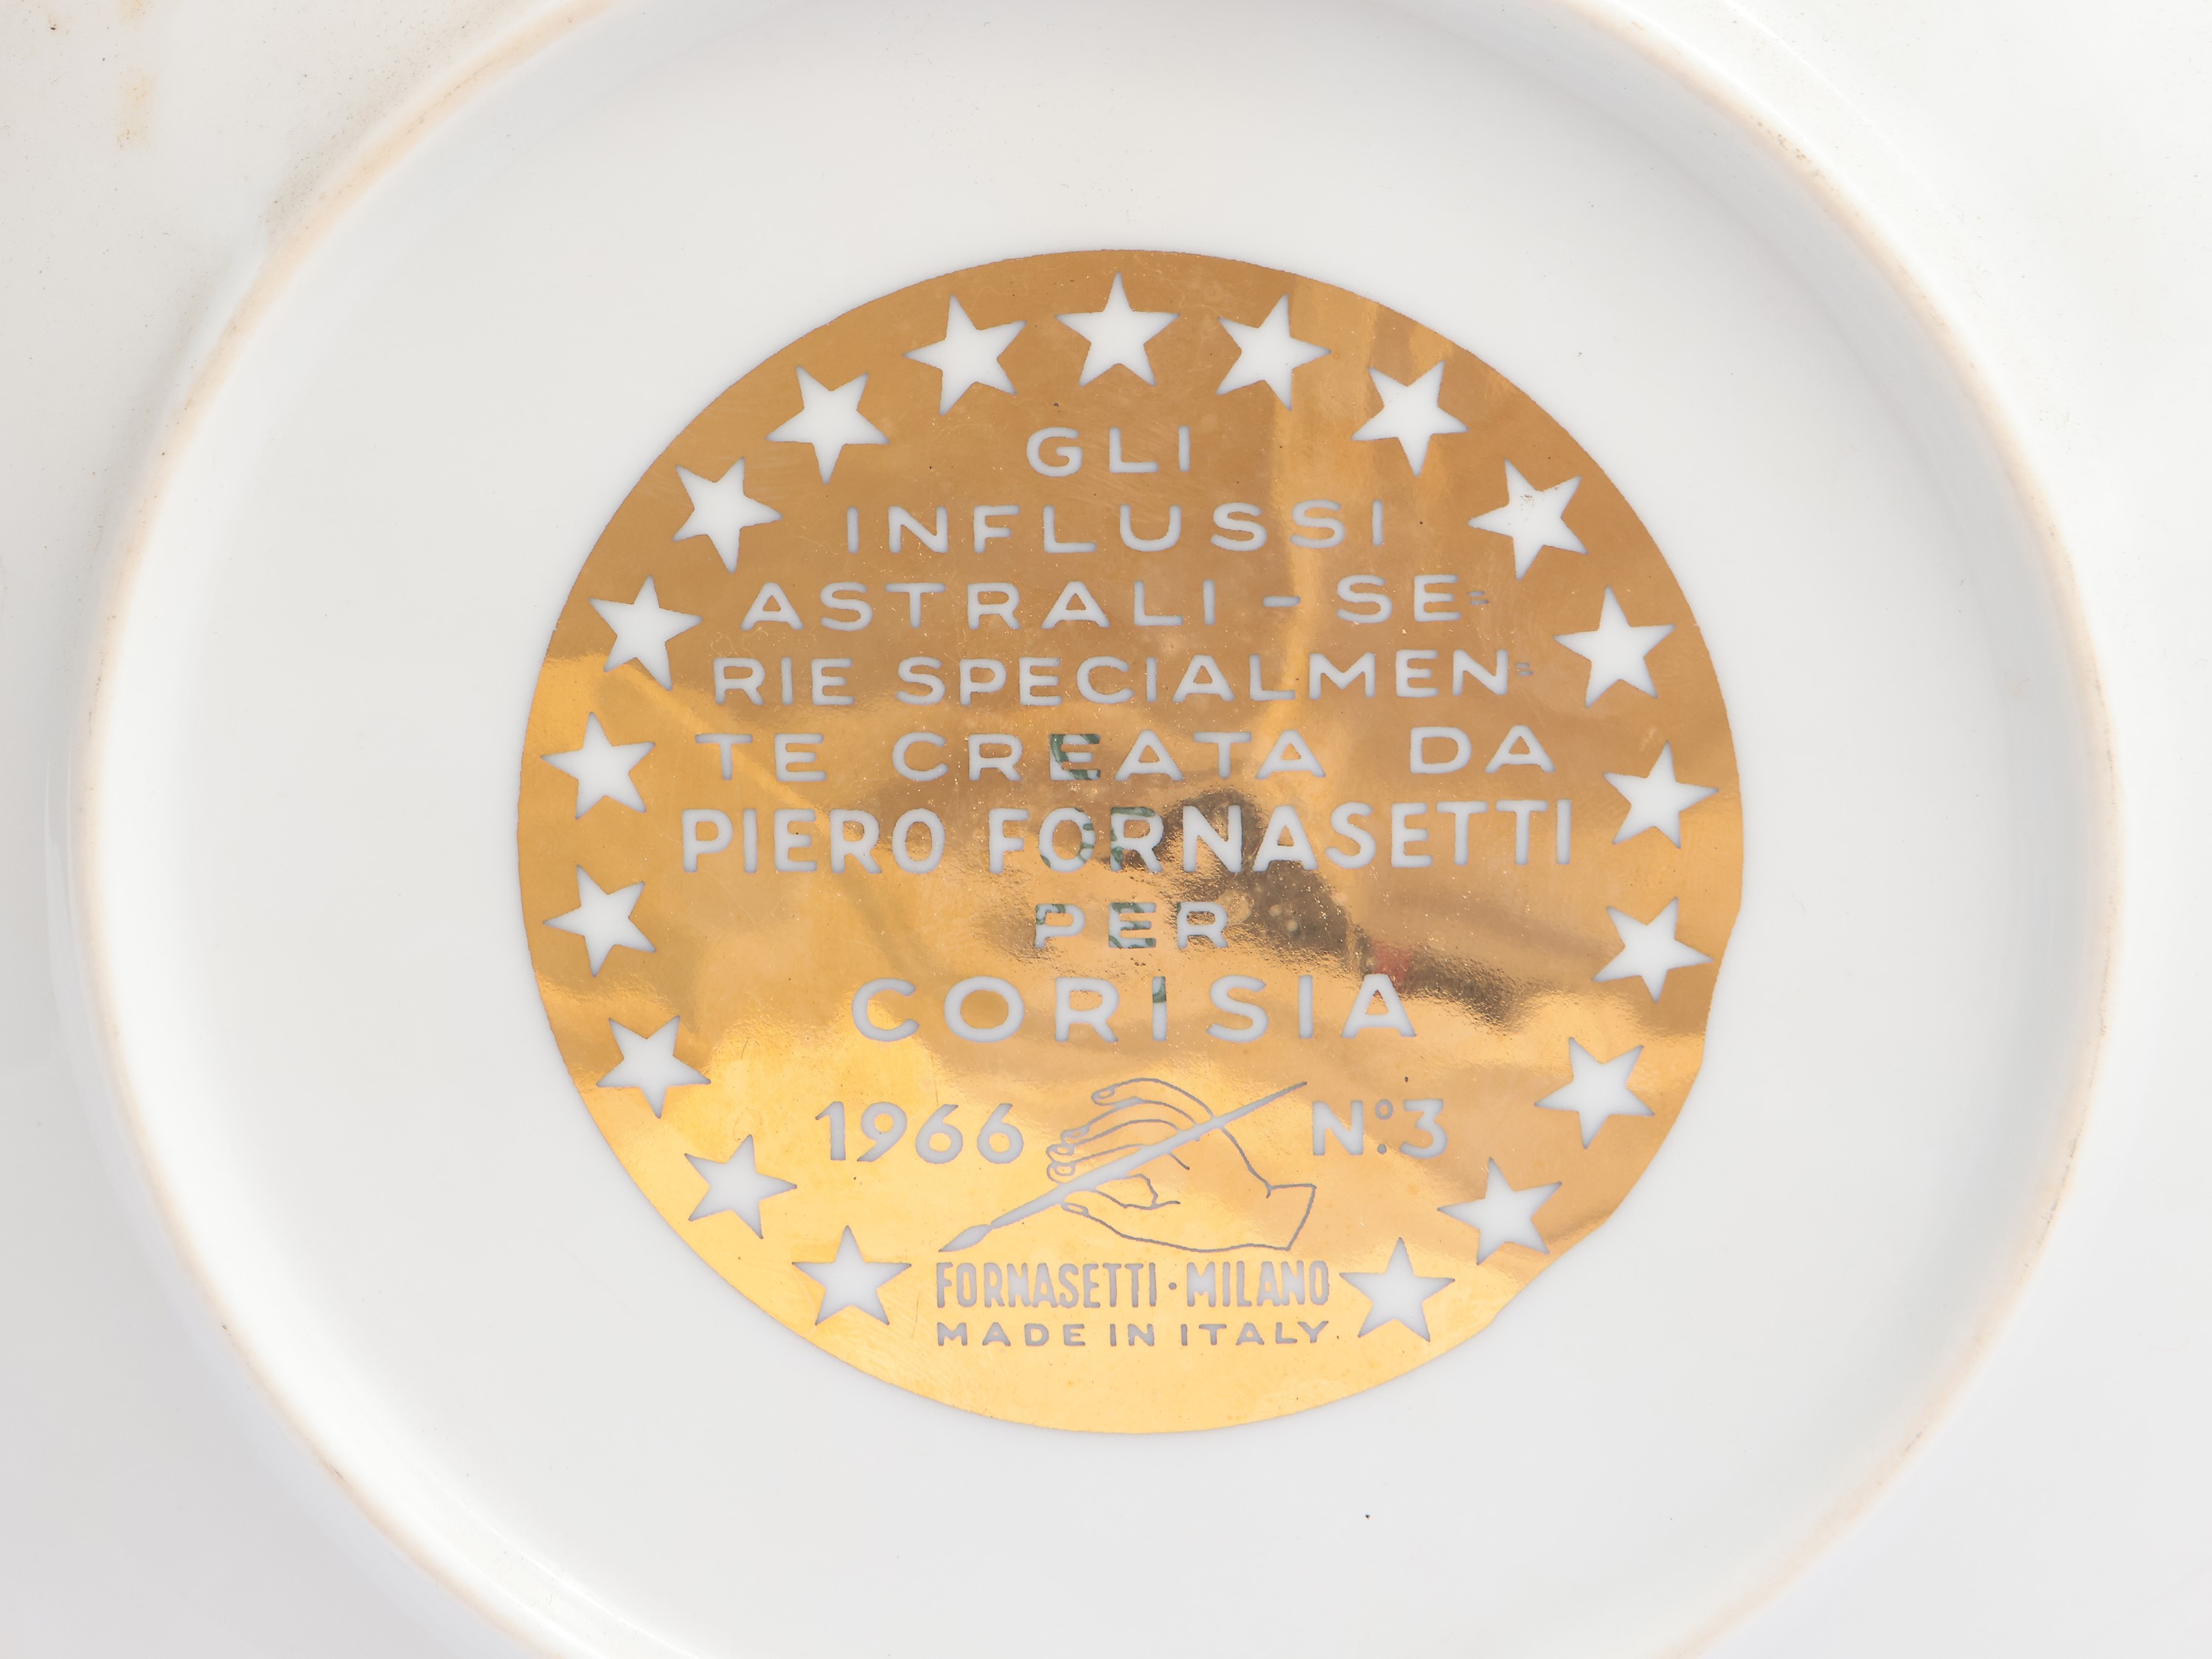 GLI
INFLUSSI
ASTRALI - SE=
RIE SPECIALMEN=
TE CREATA DA
PIERO FORNASETTI
PER
CORISIA
1966 Nº.3
FORNASETTI · MILANO
MADE IN ITALY